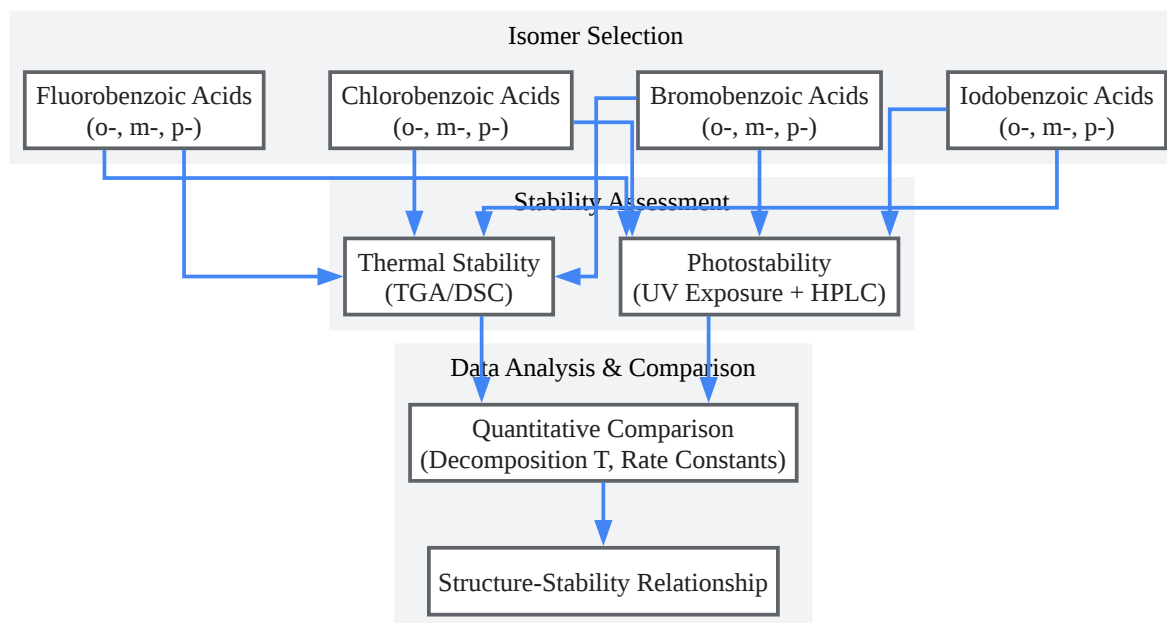 Isomer Selection
Fluorobenzoic Acids
(o-, m-, p-)
Chlorobenzoic Acids
(o-, m-, p-)
Bromobenzoic Acids
(o-, m-, p-)
Iodobenzoic Acids
(o-, m-, p-)
Stability Assessment
Thermal Stability
(TGA/DSC)
Photostability
(UV Exposure + HPLC)
Data Analysis & Comparison
Quantitative Comparison
(Decomposition T, Rate Constants)
Structure-Stability Relationship